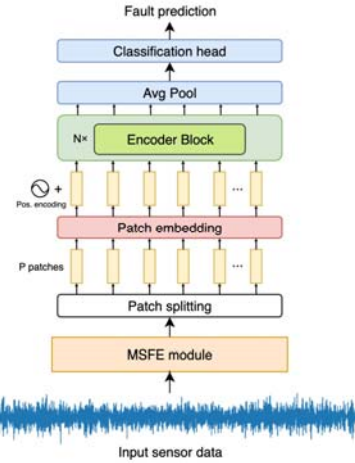 Fault prediction
Classification head
Avg Pool
N×
Encoder Block
+
Pos. encoding
...
Patch embedding
P patches
...
Patch splitting
MSFE module
Input sensor data